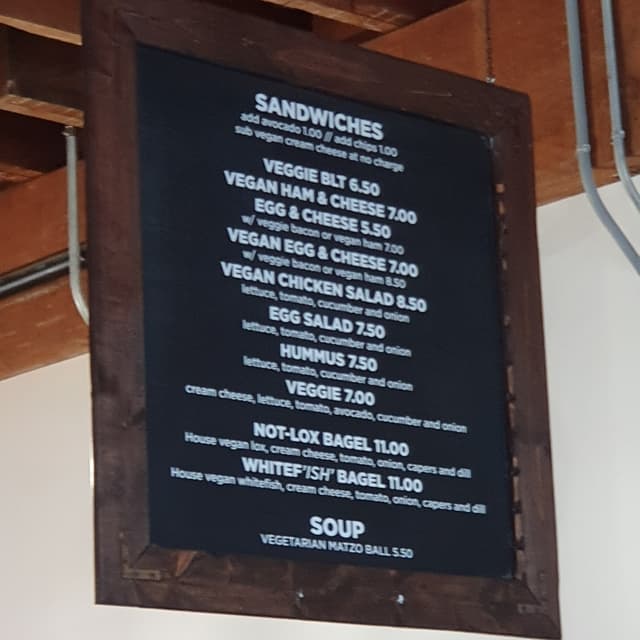 SANDWICHES
add avocado 1.00 // add chips 1.00
sub vegan cream cheese at no charge
VEGGIE BLT 6.50
VEGAN HAM & CHEESE 7.00
EGG & CHEESE 5.50
w/ veggie bacon or vegan ham 7.00
VEGAN EGG & CHEESE 7.00
w/ veggie bacon or vegan ham 8.50
VEGAN CHICKEN SALAD 8.50
lettuce, tomato, cucumber and onion
EGG SALAD 7.50
lettuce, tomato, cucumber and onion
HUMMUS 7.50
lettuce, tomato, cucumber and onion
VEGGIE 7.00
cream cheese, lettuce, tomato, avocado, cucumber and onion
NOT-LOX BAGEL 11.00
House vegan lox, cream cheese, tomato, onion, capers and dill
WHITEF'ISH' BAGEL 11.00
House vegan whitefish, cream cheese, tomato, onion, capers and dill
SOUP
VEGETARIAN MATZO BALL 5.50